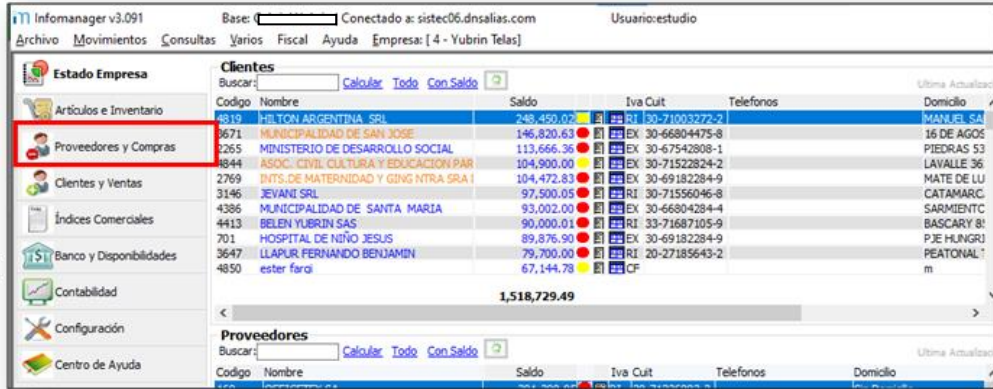 Infomanager v3.091 Base: Conectado a: sistec06.dnsalias.com Usuario:estudio
Archivo Movimientos Consultas Varios Fiscal Ayuda Empresa: [ 4 - Yubrin Telas]
Estado Empresa
Artículos e Inventario
Proveedores y Compras
Clientes y Ventas
Índices Comerciales
Banco y Disponibilidades
Contabilidad
Configuración
Centro de Ayuda
Clientes
Buscar: Calcular Todo Con Saldo
Codigo Nombre Saldo Iva Cuit Telefonos Domicilio
4819 HILTON ARGENTINA SRL 248,450.02 RI 30-71003272-2 MANUEL SA
3671 MUNICIPALIDAD DE SAN JOSE 146,820.63 EX 30-66804475-8 16 DE AGOS
2265 MINISTERIO DE DESARROLLO SOCIAL 113,666.36 EX 30-67542808-1 PIEDRAS 53
4844 ASOC. CIVIL CULTURA Y EDUCACION PAR 104,900.00 EX 30-71522824-2 LAVALLE 36
2769 INTS.DE MATERNIDAD Y GING NTRA SRA 104,472.83 EX 30-69182284-9 MATE DE LU
3146 JEVANI SRL 97,500.05 RI 30-71556046-8 CATAMARC
4386 MUNICIPALIDAD DE SANTA MARIA 93,002.00 EX 30-66804284-4 SARMIENTO
4413 BELEN YUBRIN SAS 90,000.01 RI 33-71687105-9 BASCARY
701 HOSPITAL DE NIÑO JESUS 89,876.90 EX 30-69182284-9 PJE HUNGRI
3647 LLAPUR FERNANDO BENJAMIN 79,700.00 RI 20-27185643-2 PEATONAL
4850 ester fargi 67,144.78 CF m
1,518,729.49
Proveedores
Buscar: Calcular Todo Con Saldo
Codigo Nombre Saldo Iva Cuit Telefonos Domicilio